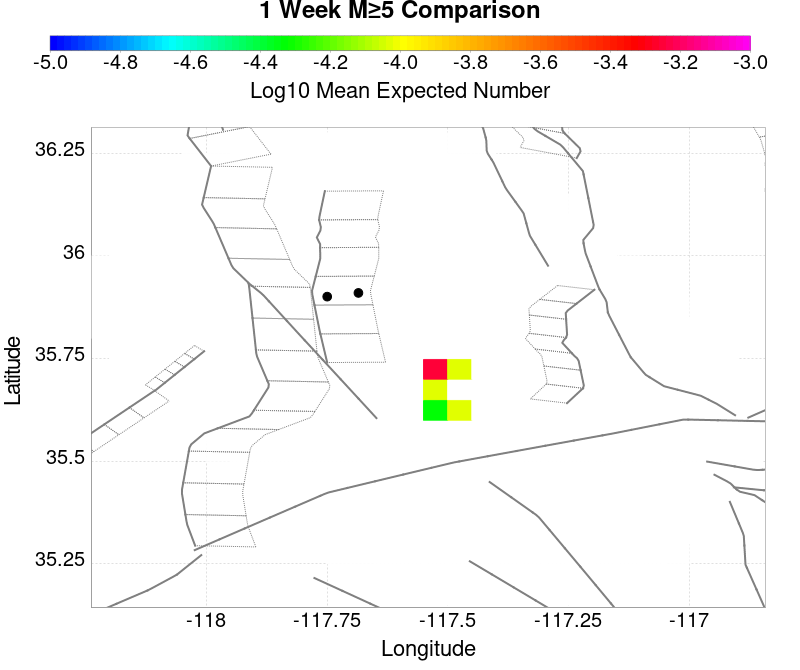 1 Week M≥5 Comparison
-5.0 -4.8 -4.6 -4.4 -4.2 -4.0 -3.8 -3.6 -3.4 -3.2 -3.0
Log10 Mean Expected Number
36.25
36
35.75
35.5
35.25
Latitude
-118 -117.75 -117.5 -117.25 -117
Longitude